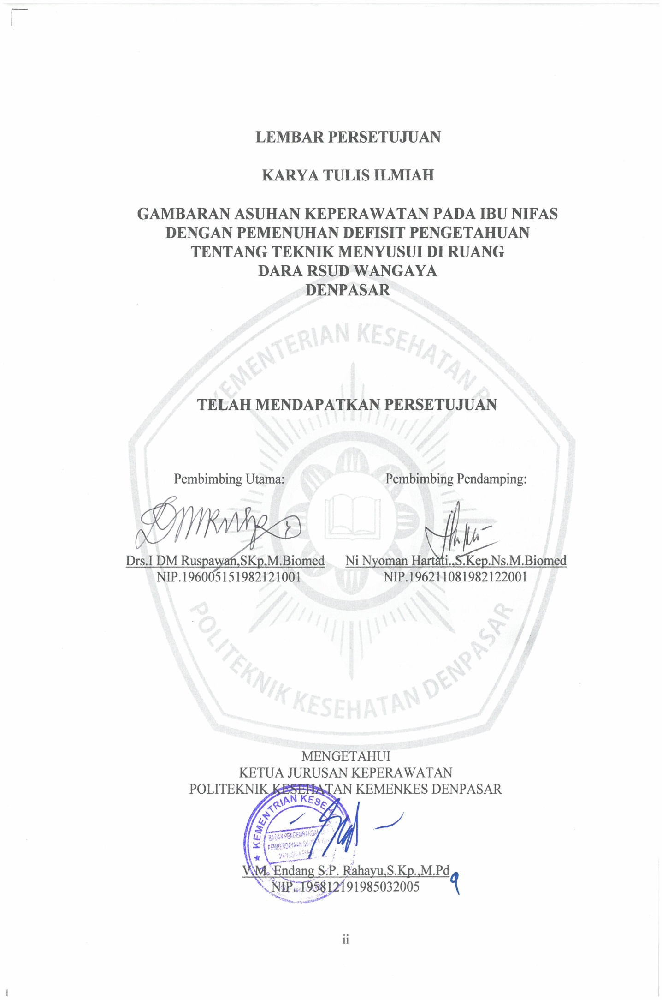 LEMBAR PERSETUJUAN
KARYA TULIS ILMIAH
GAMBARAN ASUHAN KEPERAWATAN PADA IBU NIFAS
DENGAN PEMENUHAN DEFISIT PENGETAHUAN
TENTANG TEKNIK MENYUSUI DI RUANG
DARA RSUD WANGAYA
DENPASAR
KEMENTERIAN KESEHATAN R
TELAH MENDAPATKAN PERSETUJUAN
Pembimbing Utama: Pembimbing Pendamping:
Drs.I DM Ruspawan,SKp,M.Biomed Ni Nyoman Hartati.,S.Kep.Ns.M.Biomed
NIP.196005151982121001 NIP.196211081982122001
POLITEKNIK KESEHATAN DENPASAR
MENGETAHUI
KETUA JURUSAN KEPERAWATAN
POLITEKNIK KESEHATAN KEMENKES DENPASAR
★ KEMENTRIAN KESEH
BADAN PENGEMBANGAN
PEMBERDAYAAN
V.M. Endang S.P. Rahayu,S.Kp.,M.Pd
NIP. 195812191985032005
ii